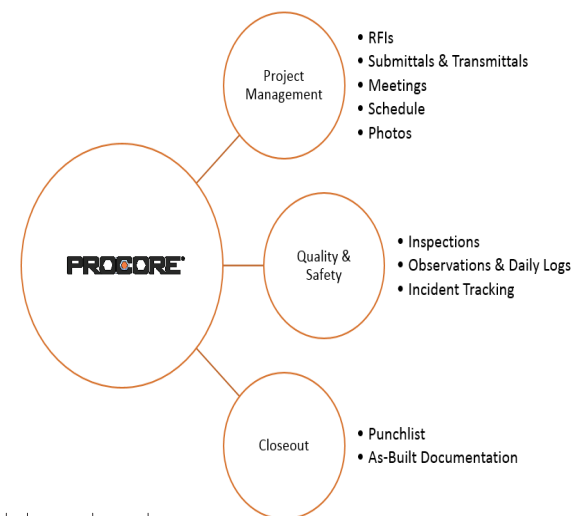 Project
Management
• RFIs
• Submittals & Transmittals
• Meetings
• Schedule
• Photos
PROCORE
Quality &
Safety
• Inspections
• Observations & Daily Logs
• Incident Tracking
Closeout
• Punchlist
• As-Built Documentation